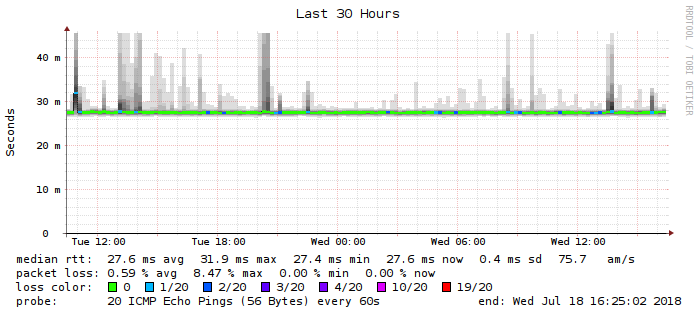 Last 30 Hours
RRDTOOL / TOBI OETIKER
Seconds
40 m
30 m
20 m
10 m
0
Tue 12:00 Tue 18:00 Wed 00:00 Wed 06:00 Wed 12:00
median rtt: 27.6 ms avg 31.9 ms max 27.4 ms min 27.6 ms now 0.4 ms sd 75.7 am/s
packet loss: 0.59 % avg 8.47 % max 0.00 % min 0.00 % now
loss color: 0 1/20 2/20 3/20 4/20 10/20 19/20
probe: 20 ICMP Echo Pings (56 Bytes) every 60s end: Wed Jul 18 16:25:02 2018